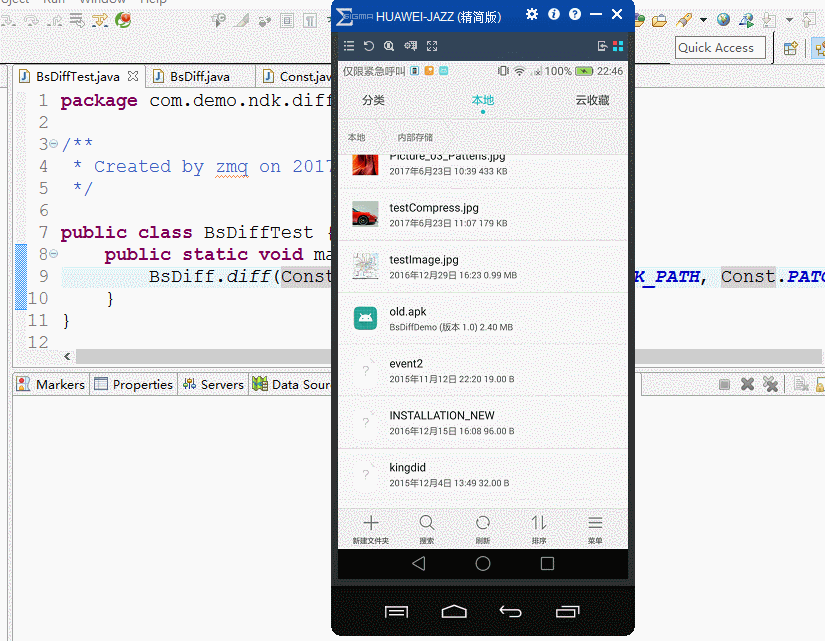 Run Window Help
Quick Access
BsDiffTest.java
BsDiff.java
Const.jav
1 package com.demo.ndk.diff
2
3 /**
4 * Created by zmq on 2017
5 */
6
7 public class BsDiffTest {
8 public static void ma
9 BsDiff.diff(Const K_PATH, Const.PATC
10 }
11 }
12
Markers
Properties
Servers
Data Sour
SIGMA HUAWEI-JAZZ (精简版)
仅限紧急呼叫 100% 22:46
分类 本地 云收藏
本地 内部存储
Picture_03_Pattens.jpg
2017年6月23日 10:39 433 KB
testCompress.jpg
2017年6月23日 11:07 179 KB
testImage.jpg
2016年12月29日 16:23 0.99 MB
old.apk
BsDiffDemo (版本 1.0) 2.40 MB
event2
2015年11月12日 22:20 19.00 B
INSTALLATION_NEW
2016年12月15日 16:08 96.00 B
kingdid
2015年12月4日 13:49 32.00 B
新建文件夹 搜索 刷新 排序 菜单